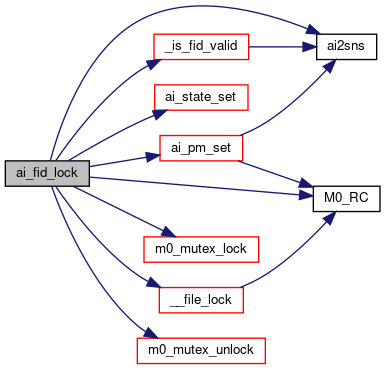 ai_fid_lock
_is_fid_valid
ai2sns
ai_state_set
ai_pm_set
M0_RC
m0_mutex_lock
__file_lock
m0_mutex_unlock